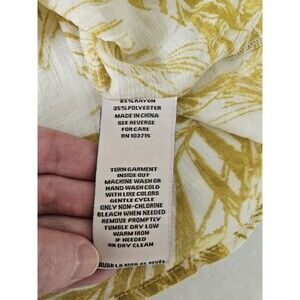 65% RAYON
35% POLYESTER
MADE IN CHINA
SEE REVERSE
FOR CARE
RN 103715
TURN GARMENT
INSIDE OUT
MACHINE WASH OR
HAND WASH COLD
WITH LIKE COLORS
GENTLE CYCLE
ONLY NON-CHLORINE
BLEACH WHEN NEEDED
REMOVE PROMPTLY
TUMBLE DRY LOW
WARM IRON
IF NEEDED
OR DRY CLEAN
LA ROPA